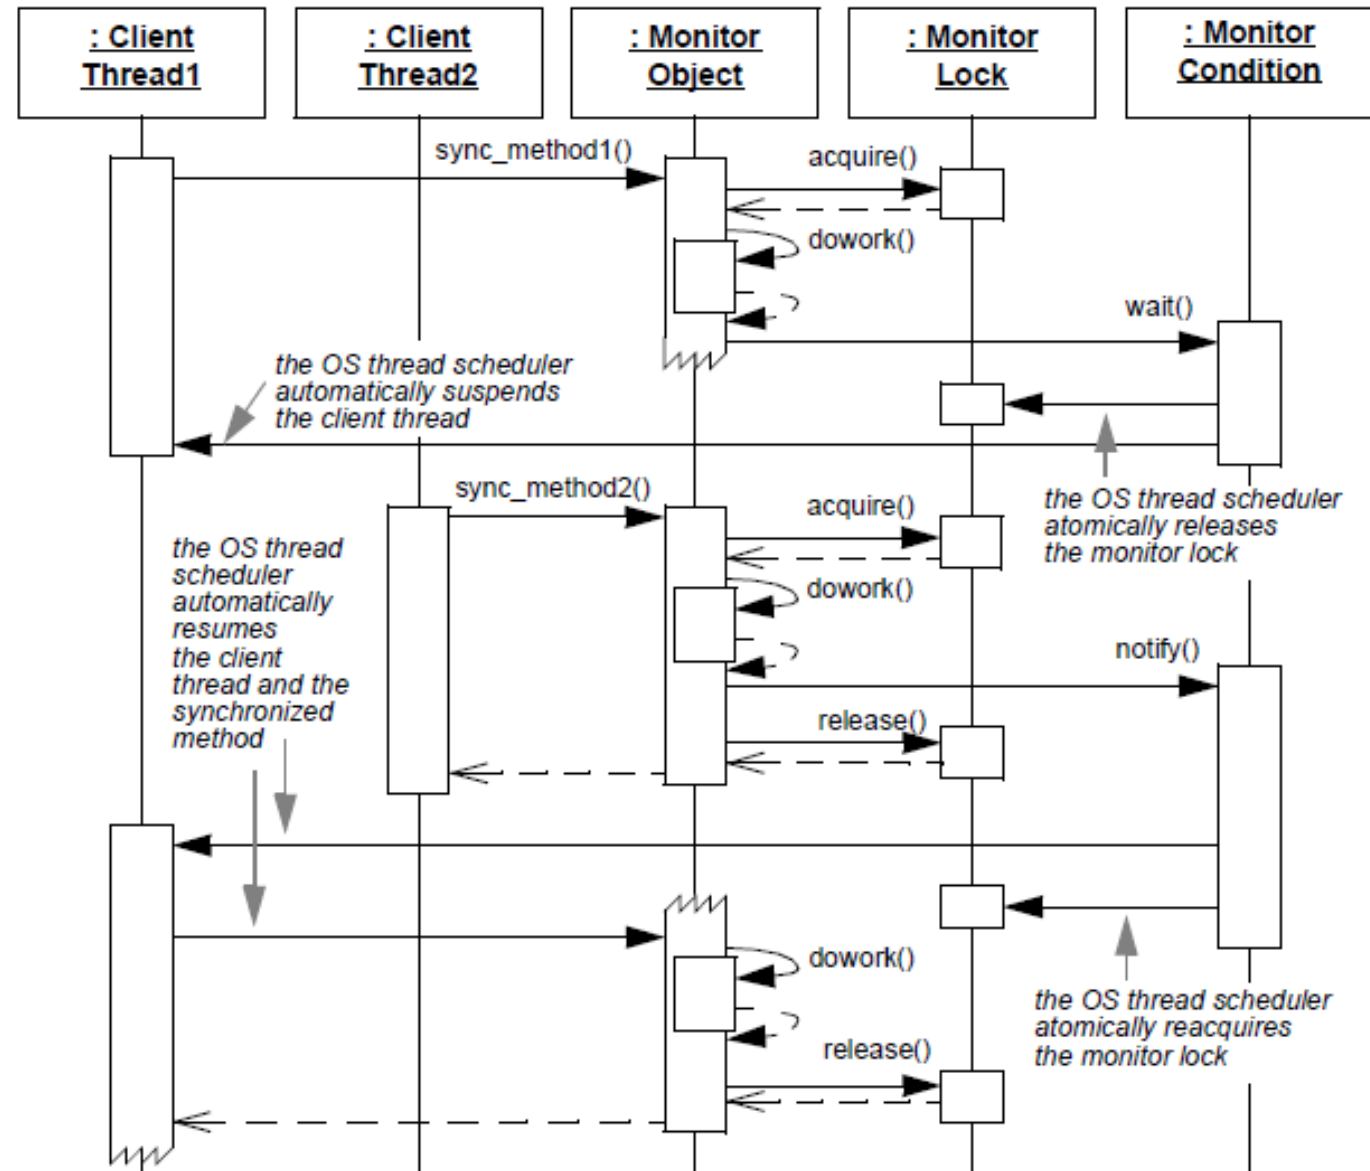 : Client
Thread1
: Client
Thread2
: Monitor
Object
: Monitor
Lock
: Monitor
Condition
sync_method1()
acquire()
dowork()
wait()
the OS thread scheduler
automatically suspends
the client thread
sync_method2()
acquire()
the OS thread scheduler
atomically releases
the monitor lock
the OS thread
scheduler
automatically
resumes
the client
thread and the
synchronized
method
dowork()
notify()
release()
dowork()
the OS thread scheduler
atomically reacquires
the monitor lock
release()